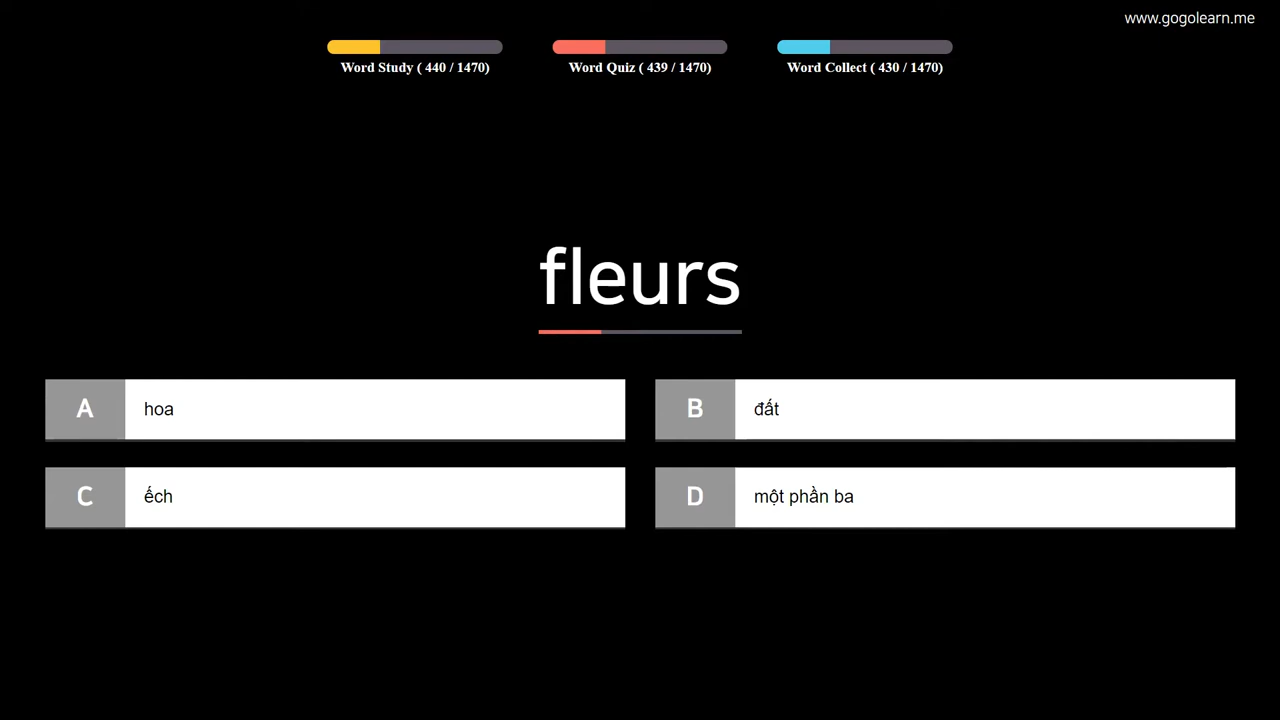 www.gogolearn.me
Word Study ( 440 / 1470)
Word Quiz ( 439 / 1470)
Word Collect ( 430 / 1470)
fleurs
A hoa
B đất
C ếch
D một phần ba